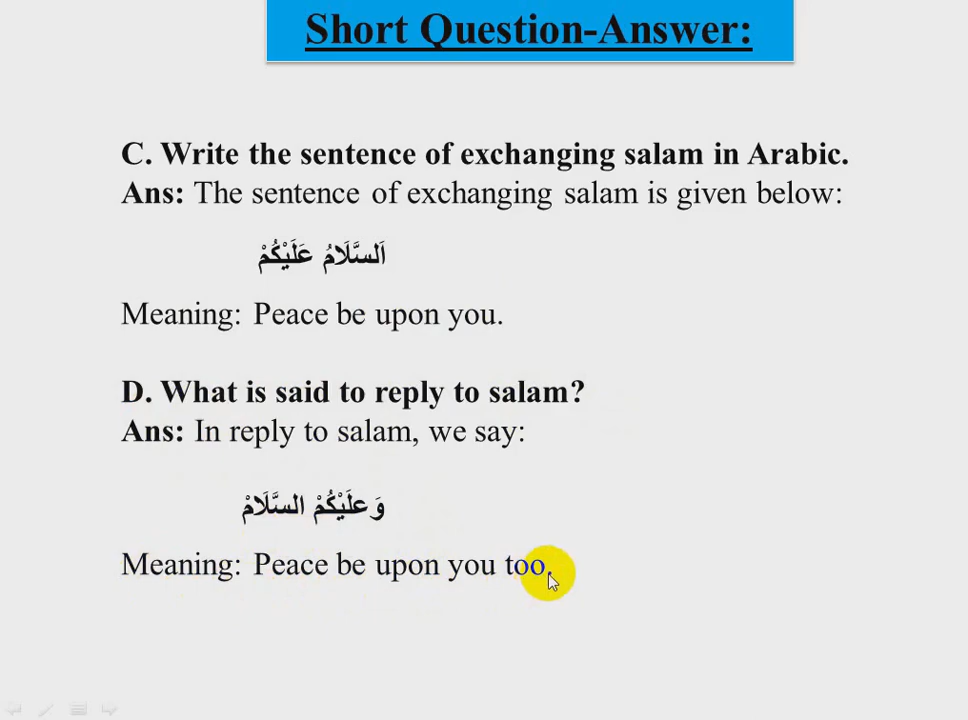 Short Question-Answer:
C. Write the sentence of exchanging salam in Arabic.
Ans: The sentence of exchanging salam is given below:
اَلسَّلَامُ عَلَيْكُمْ
Meaning: Peace be upon you.
D. What is said to reply to salam?
Ans: In reply to salam, we say:
وَعلَيْكُمْ السَّلَامْ
Meaning: Peace be upon you too.